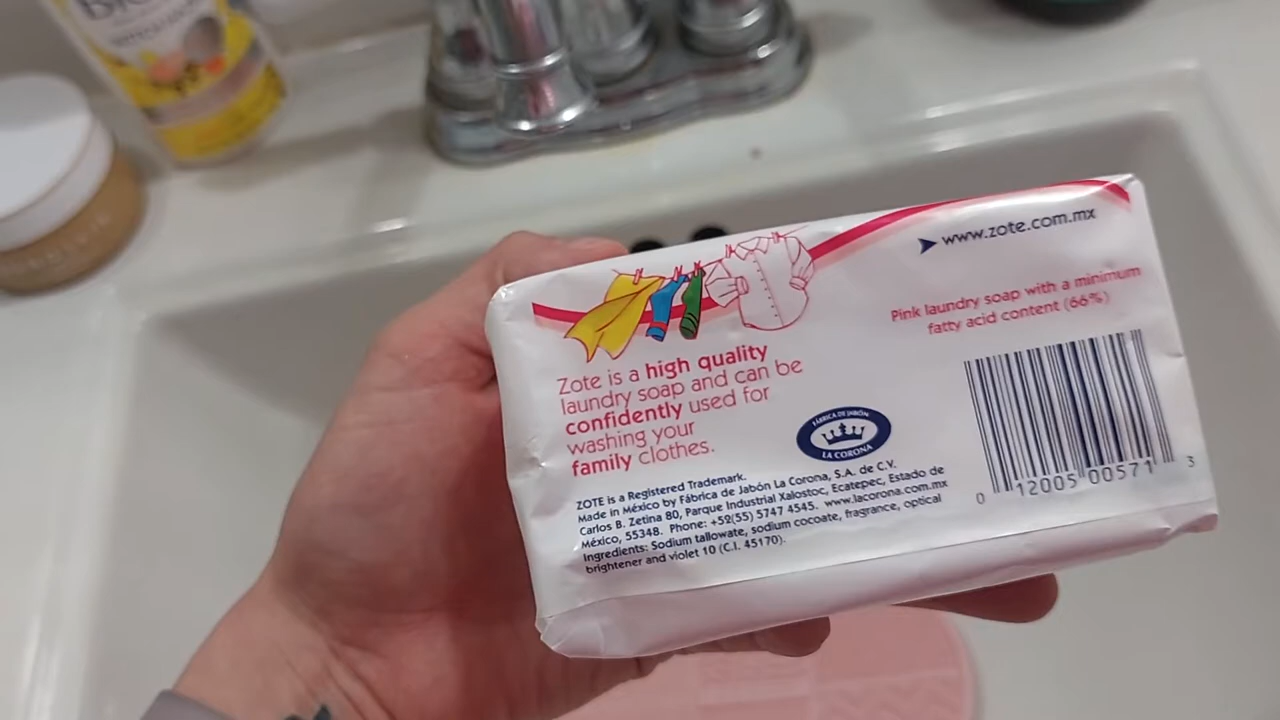 www.zote.com.mx
Pink laundry soap with a minimum
fatty acid content (66%)
Zote is a high quality
laundry soap and can be
confidently used for
washing your
family clothes.
FÁBRICA DE JABÓN
LA CORONA
ZOTE is a Registered Trademark.
Made in México by Fábrica de Jabón La Corona, S.A. de C.V.
Carlos B. Zetina 80, Parque Industrial Xalostoc, Ecatepec, Estado de
México, 55348. Phone: +52(55) 5747 4545. www.lacorona.com.mx
Ingredients: Sodium tallowate, sodium cocoate, fragrance, optical
brightener and violet 10 (C.I. 45170).
0 12005 00571 3